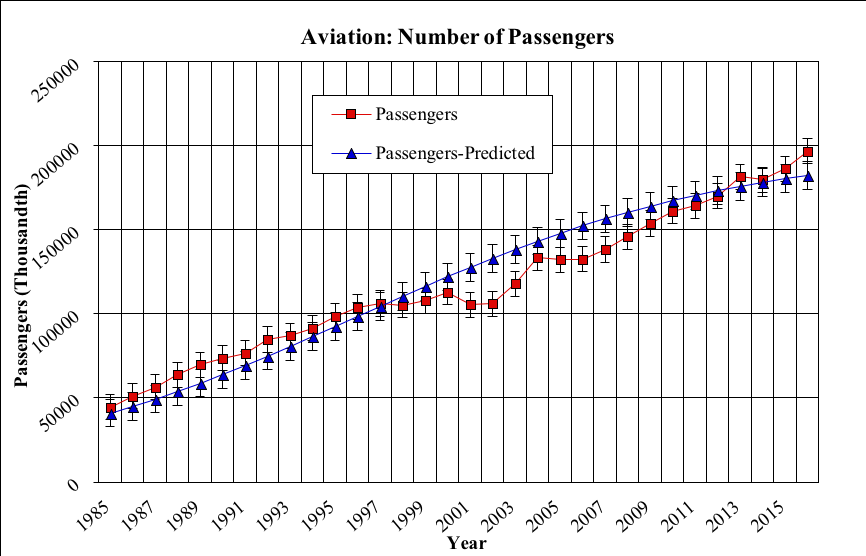 Aviation: Number of Passengers
Passengers (Thousandth)
250000
200000
150000
100000
50000
0
Passengers
Passengers-Predicted
1985 1987 1989 1991 1993 1995 1997 1999 2001 2003 2005 2007 2009 2011 2013 2015
Year